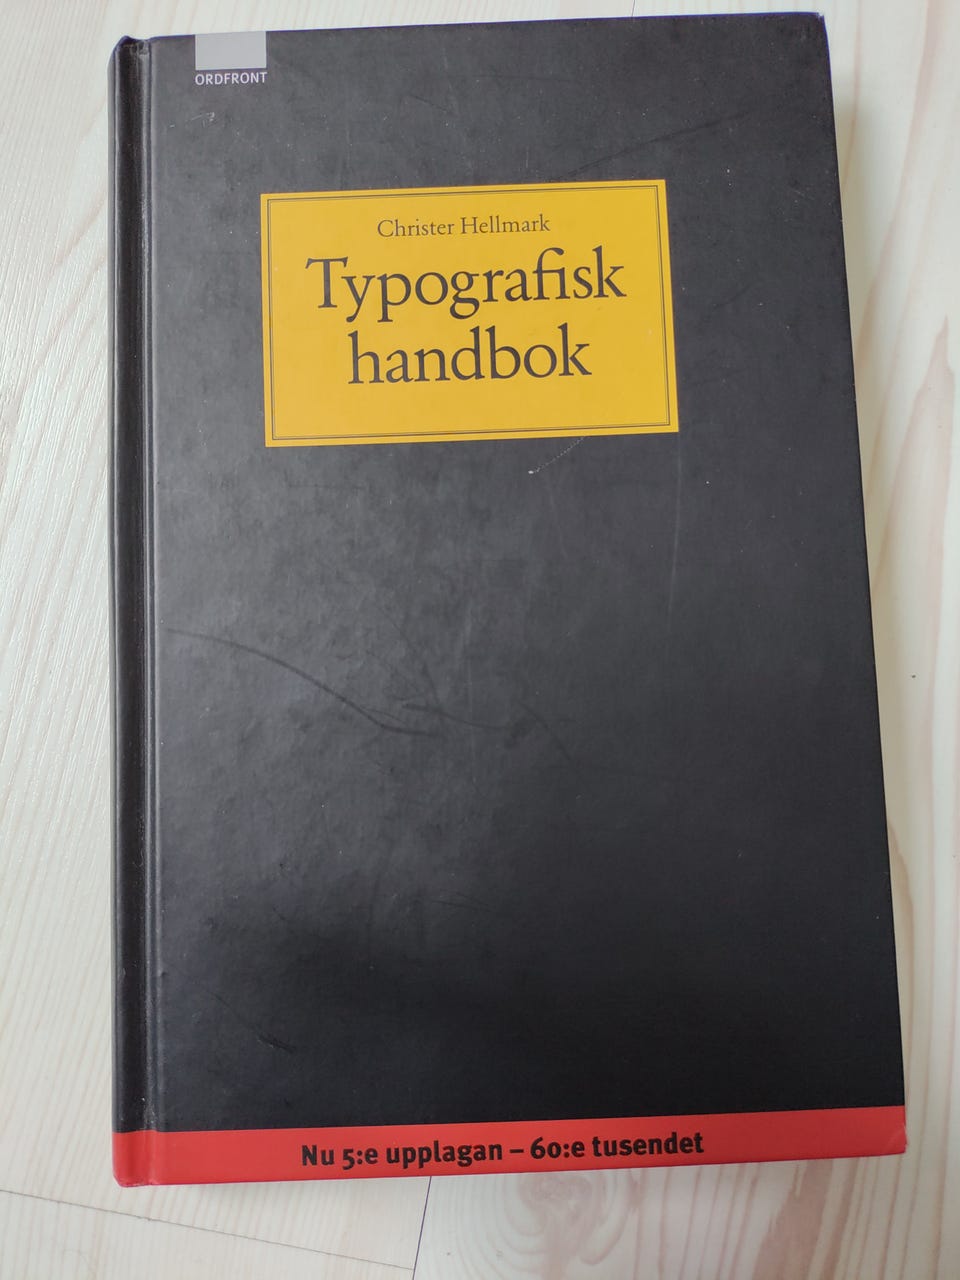 ORDFRONT
Christer Hellmark
Typografisk
handbok
Nu 5:e upplagan – 60:e tusendet